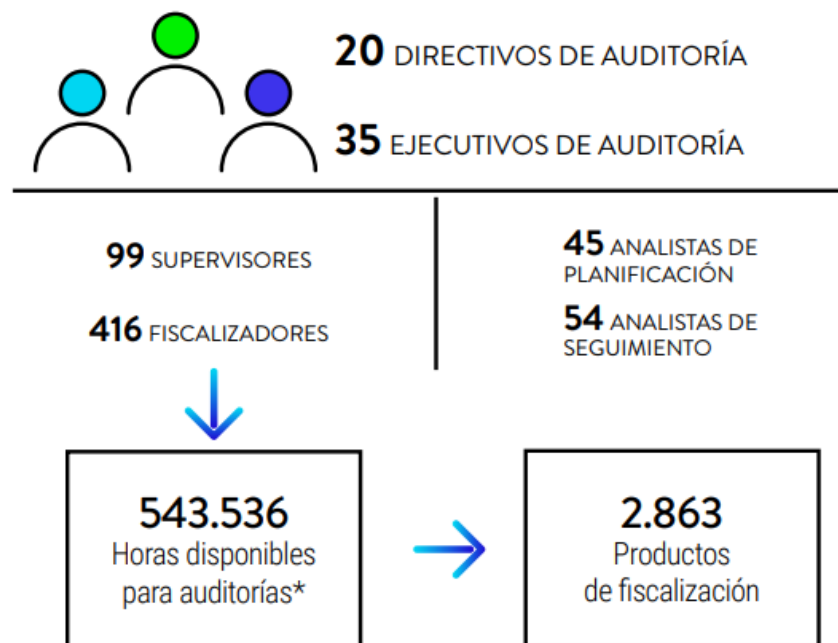 20 DIRECTIVOS DE AUDITORÍA
35 EJECUTIVOS DE AUDITORÍA
99 SUPERVISORES
416 FISCALIZADORES
45 ANALISTAS DE
PLANIFICACIÓN
54 ANALISTAS DE
SEGUIMIENTO
543.536
Horas disponibles
para auditorías*
2.863
Productos
de fiscalización